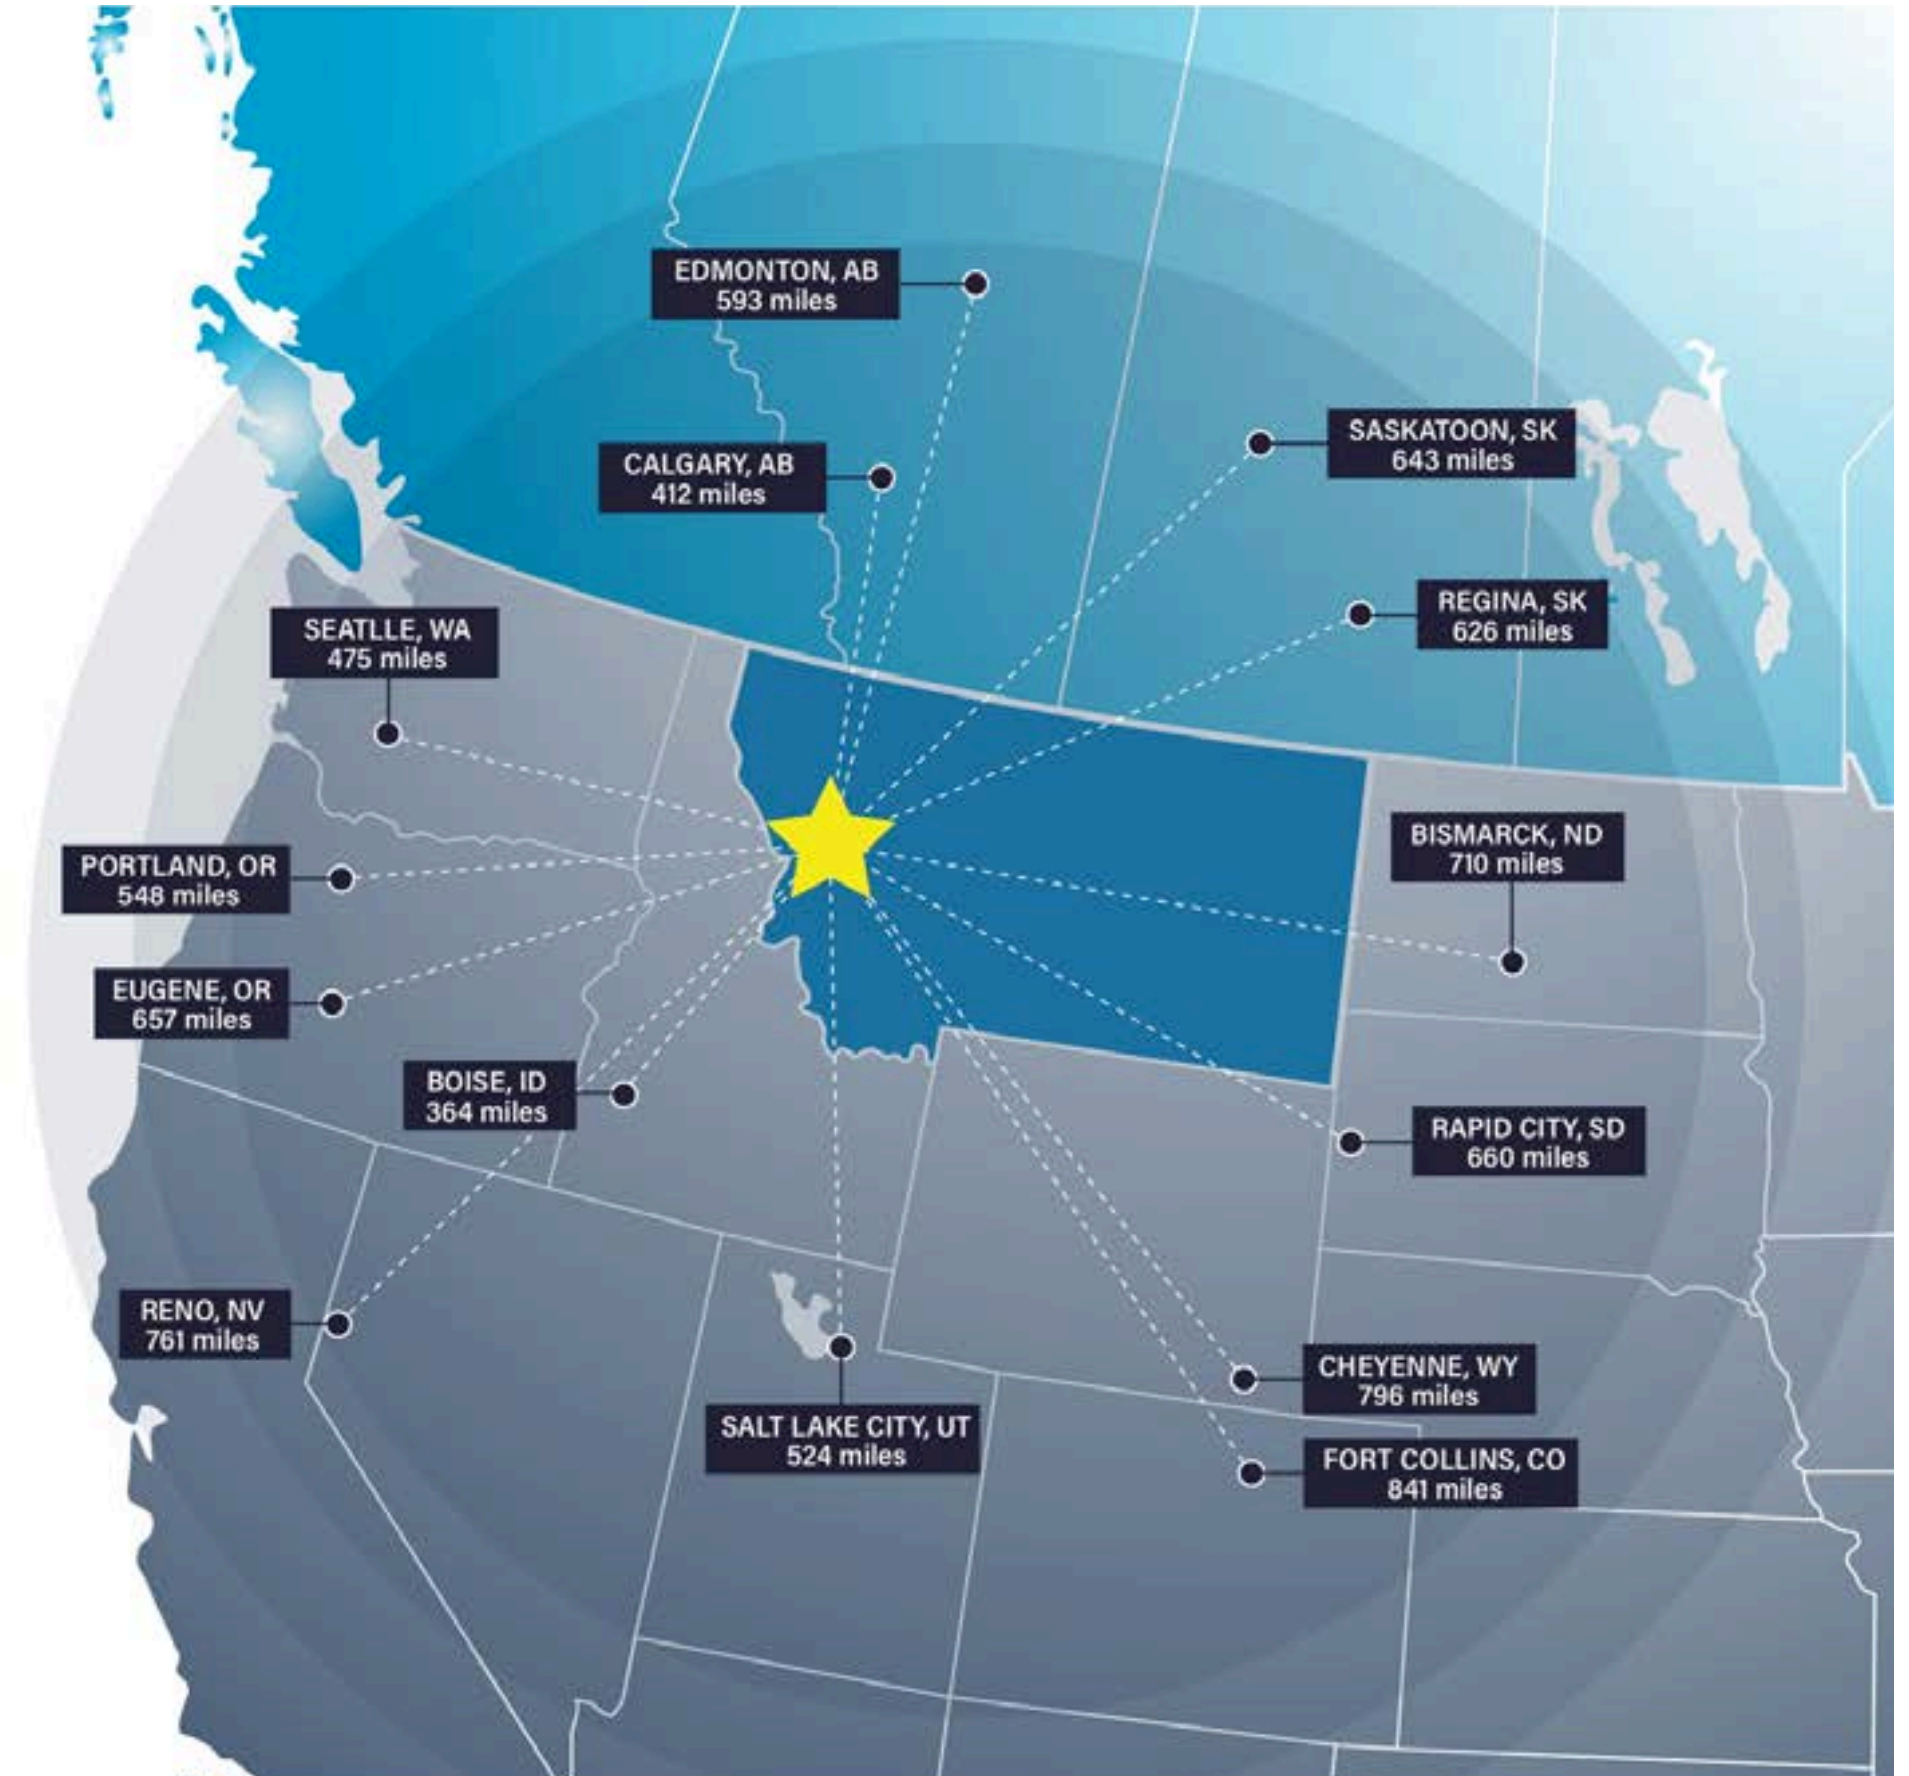 EDMONTON, AB
593 miles
SASKATOON, SK
643 miles
CALGARY, AB
412 miles
REGINA, SK
626 miles
SEATLLE, WA
475 miles
BISMARCK, ND
710 miles
PORTLAND, OR
548 miles
EUGENE, OR
657 miles
BOISE, ID
364 miles
RAPID CITY, SD
660 miles
RENO, NV
761 miles
CHEYENNE, WY
796 miles
SALT LAKE CITY, UT
524 miles
FORT COLLINS, CO
841 miles